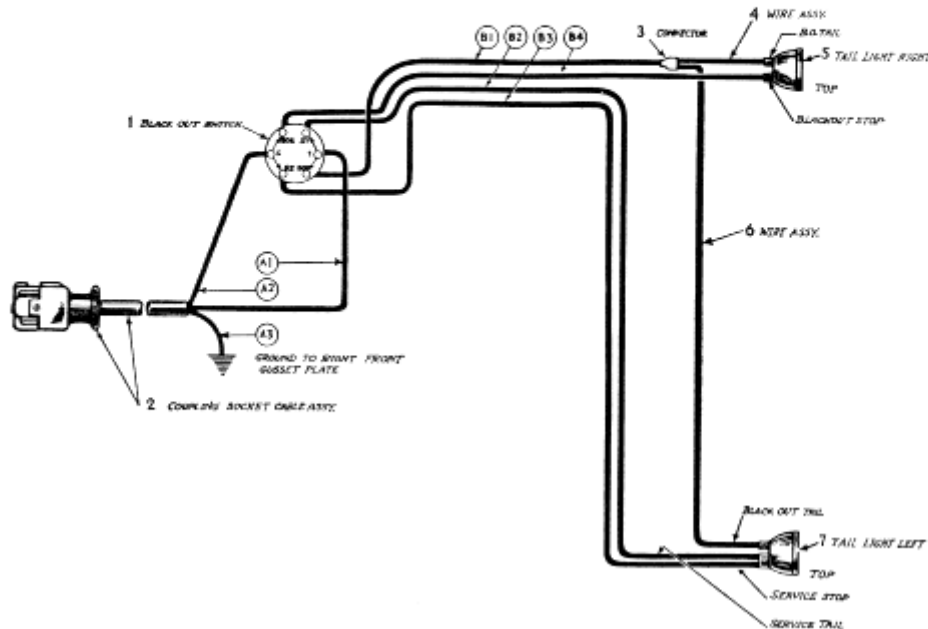 B1 B2 B3 B4
3 CONNECTOR
4 WIRE ASSY.
B.O. TAIL
5 TAIL LIGHT RIGHT
TOP
BLACKOUT STOP
1 BLACK OUT SWITCH
6 WIRE ASSY.
A1
A2
A3
GROUND TO RIGHT FRONT
GUSSET PLATE
2 COUPLING SOCKET CABLE ASSY.
BLACK OUT TAIL
7 TAIL LIGHT LEFT
TOP
SERVICE STOP
SERVICE TAIL